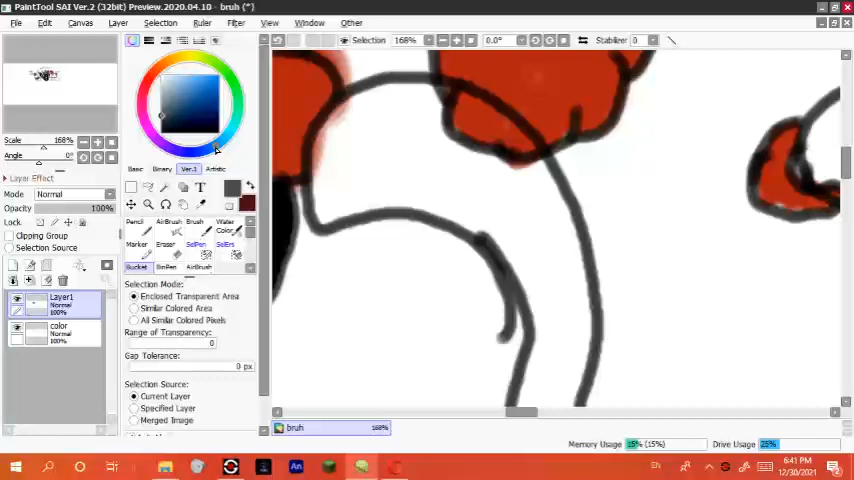 PaintTool SAI Ver.2 (32bit) Preview.2020.04.10 - bruh (*)
File Edit Canvas Layer Selection Ruler Filter View Window Other
Selection 168% 0.0° Stabilizer 0
Scale
168%
Angle
0°
Layer Effect
Mode Normal
Opacity 100%
Lock
Clipping Group
Selection Source
Layer1
Normal
100%
color
Normal
100%
Basic Binary Ver.1 Artistic
T
Pencil AirBrush Brush Water Color
Marker Eraser SelPen SelErs
Bucket BinPen AirBrush
Selection Mode:
Enclosed Transparent Area
Similar Colored Area
All Similar Colored Pixels
Range of Transparency:
0
Gap Tolerance:
0 px
Selection Source:
Current Layer
Specified Layer
Merged Image
bruh 168%
Memory Usage 15% (15%) Drive Usage 25%
An
EN
6:41 PM
12/30/2021
2